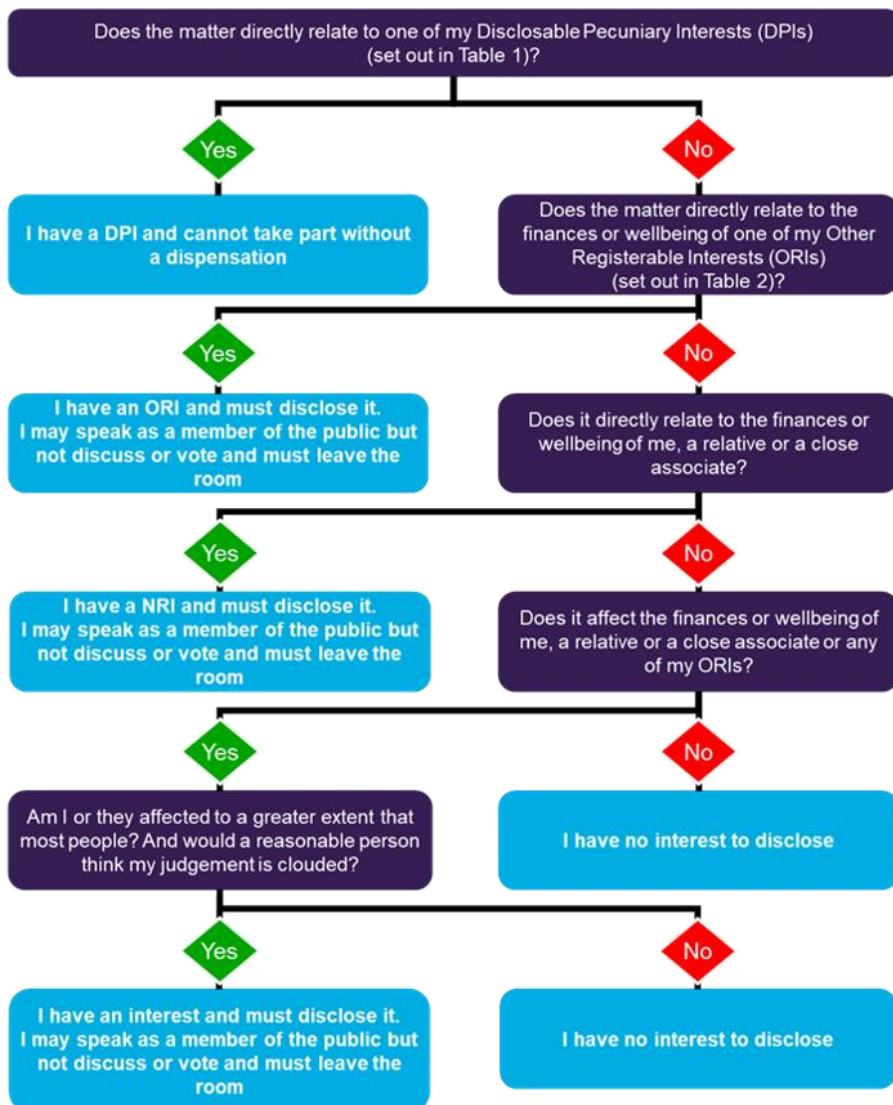 Does the matter directly relate to one of my Disclosable Pecuniary Interests (DPIs)
(set out in Table 1)?
Yes
No
I have a DPI and cannot take part without
a dispensation
Does the matter directly relate to the
finances or wellbeing of one of my Other
Registerable Interests (ORIs)
(set out in Table 2)?
Yes
No
I have an ORI and must disclose it.
I may speak as a member of the public but
not discuss or vote and must leave the
room
Does it directly relate to the finances or
wellbeing of me, a relative or a close
associate?
Yes
No
I have a NRI and must disclose it.
I may speak as a member of the public but
not discuss or vote and must leave the
room
Does it affect the finances or wellbeing of
me, a relative or a close associate or any
of my ORIs?
Yes
No
Am I or they affected to a greater extent that
most people? And would a reasonable person
think my judgement is clouded?
I have no interest to disclose
Yes
No
I have an interest and must disclose it.
I may speak as a member of the public but
not discuss or vote and must leave the
room
I have no interest to disclose